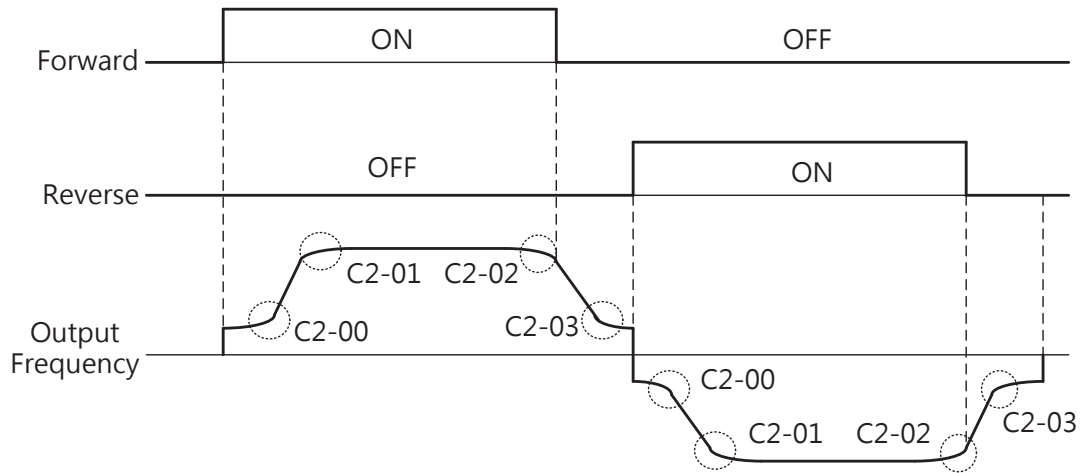 Forward
ON
OFF
Reverse
OFF
ON
Output
Frequency
C2-01
C2-02
C2-00
C2-03
C2-00
C2-01
C2-02
C2-03